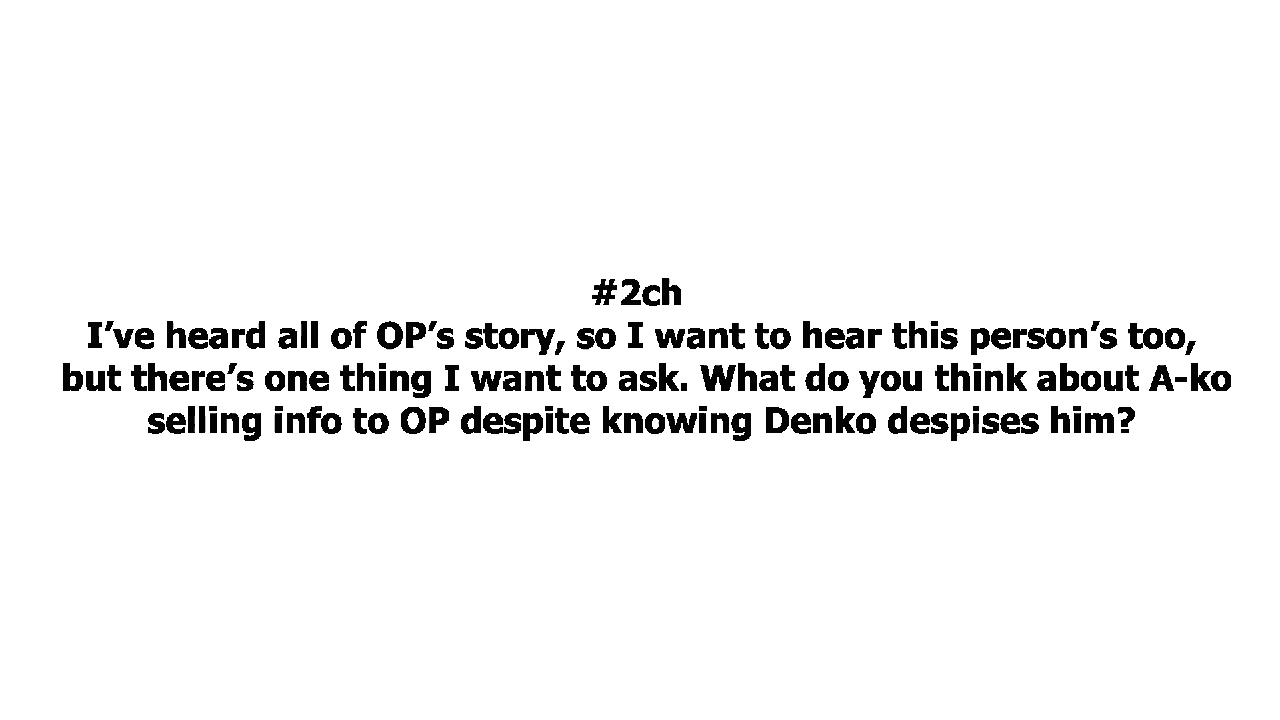 #2ch
I’ve heard all of OP’s story, so I want to hear this person’s too,
but there’s one thing I want to ask. What do you think about A-ko
selling info to OP despite knowing Denko despises him?